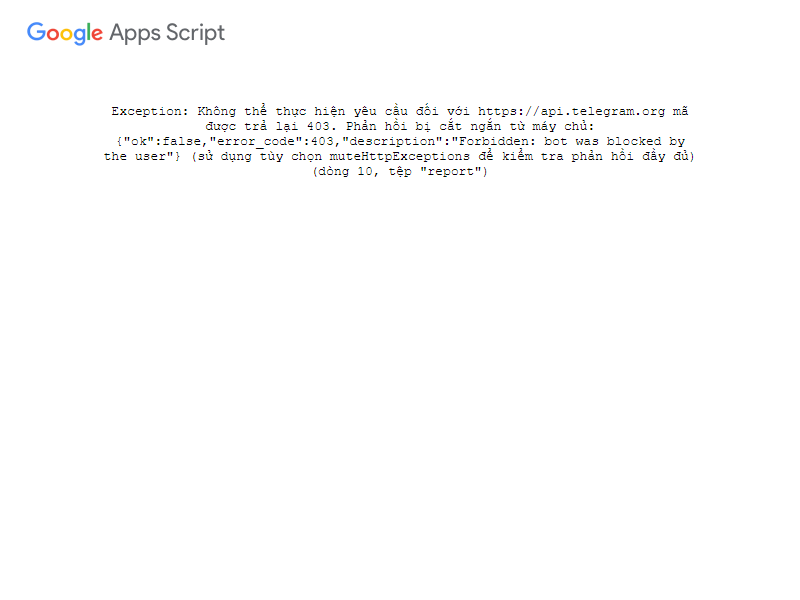 Google Apps Script
Exception: Không thể thực hiện yêu cầu đối với https://api.telegram.org mã
được trả lại 403. Phản hồi bị cắt ngắn từ máy chủ:
{"ok":false,"error_code":403,"description":"Forbidden: bot was blocked by
the user"} (sử dụng tùy chọn muteHttpExceptions để kiểm tra phản hồi đầy đủ)
(dòng 10, tệp "report")